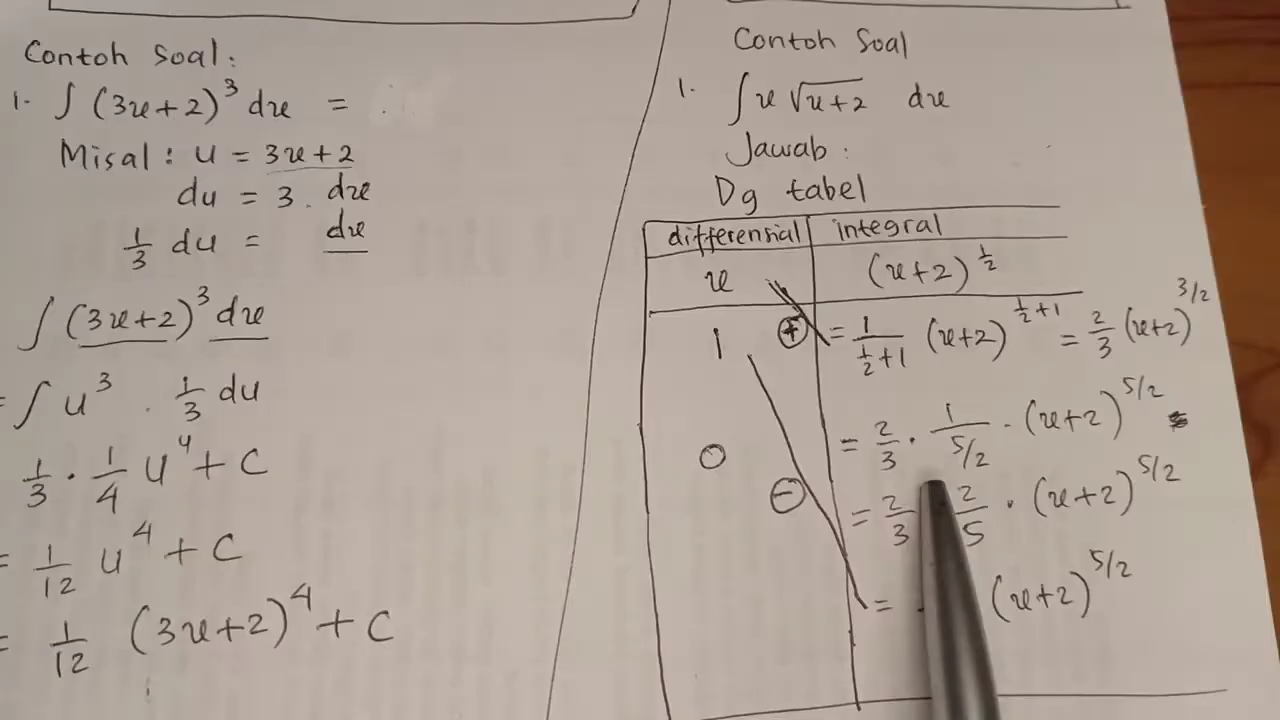 Contoh Soal:
1. ∫ (3x+2)³ dx =
Misal : u = 3x+2
du = 3 . dx
1/3 du = dx
∫ (3x+2)³ dx
= ∫ u³ . 1/3 du
1/3 . 1/4 u⁴ + C
= 1/12 u⁴ + C
= 1/12 (3x+2)⁴ + C
Contoh Soal
1. ∫ x √(x+2) dx
Jawab :
Dg tabel
differensial integral
x (x+2)^(1/2)
1 ⊕ = 1/(1/2+1) (x+2)^(1/2+1) = 2/3 (x+2)^(3/2)
= 2/3 . 1/(5/2) . (x+2)^(5/2)
0
⊖ = 2/3 2/5 . (x+2)^(5/2)
= (x+2)^(5/2)